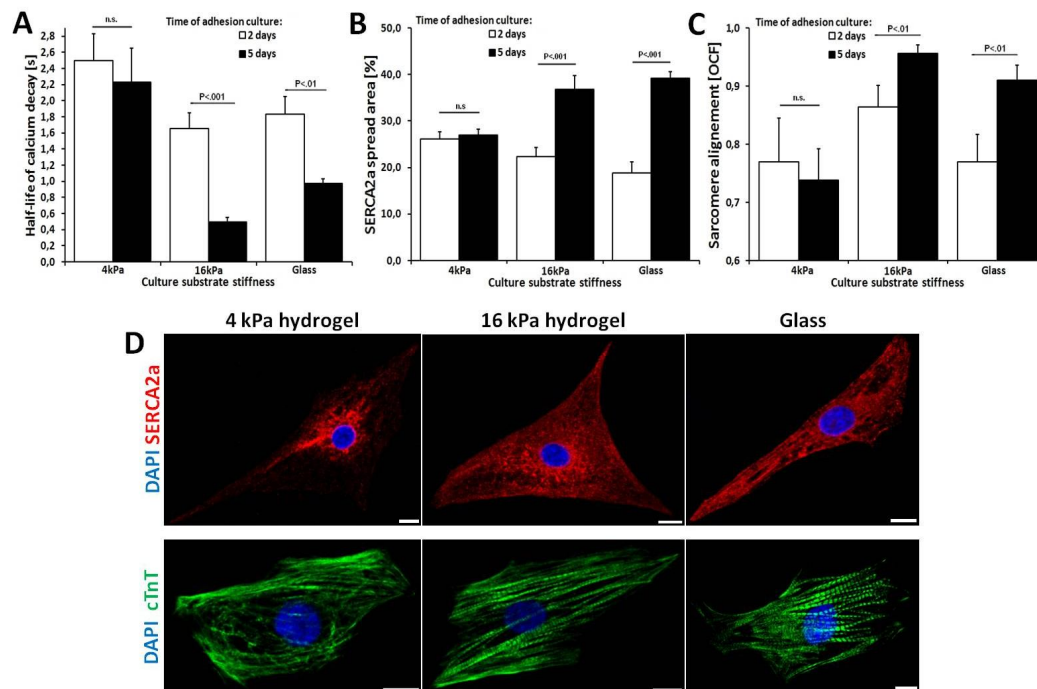 A
Time of adhesion culture:
2 days
5 days
n.s.
P<.001
P<.01
Half-life of calcium decay [s]
2,8
2,6
2,4
2,2
2,0
1,8
1,6
1,4
1,2
1,0
0,8
0,6
0,4
0,2
0,0
4kPa
16kPa
Glass
Culture substrate stiffness
B
Time of adhesion culture:
2 days
5 days
n.s
P<.001
P<.001
SERCA2a spread area [%]
50,0
40,0
30,0
20,0
10,0
0,0
4kPa
16kPa
Glass
Culture substrate stiffness
C
Time of adhesion culture:
2 days
5 days
n.s.
P<.01
P<.01
Sarcomere alignement [OCF]
1,0
0,9
0,8
0,7
0,6
4kPa
16kPa
Glass
Culture substrate stiffness
D
4 kPa hydrogel
16 kPa hydrogel
Glass
DAPI SERCA2a
DAPI cTnT